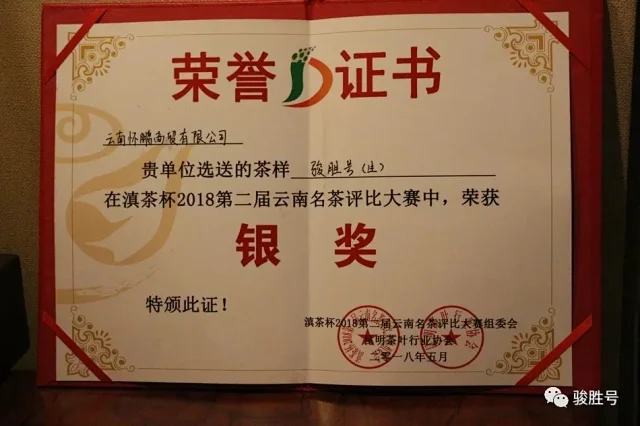 荣誉证书
云南怀鹏商贸有限公司
贵单位选送的茶样 骏胜号(生)
在滇茶杯2018第二届云南名茶评比大赛中，荣获
银奖
特颁此证！
滇茶杯2018第二届云南名茶评比大赛组委会
昆明茶叶行业协会
二零一八年五月
骏胜号